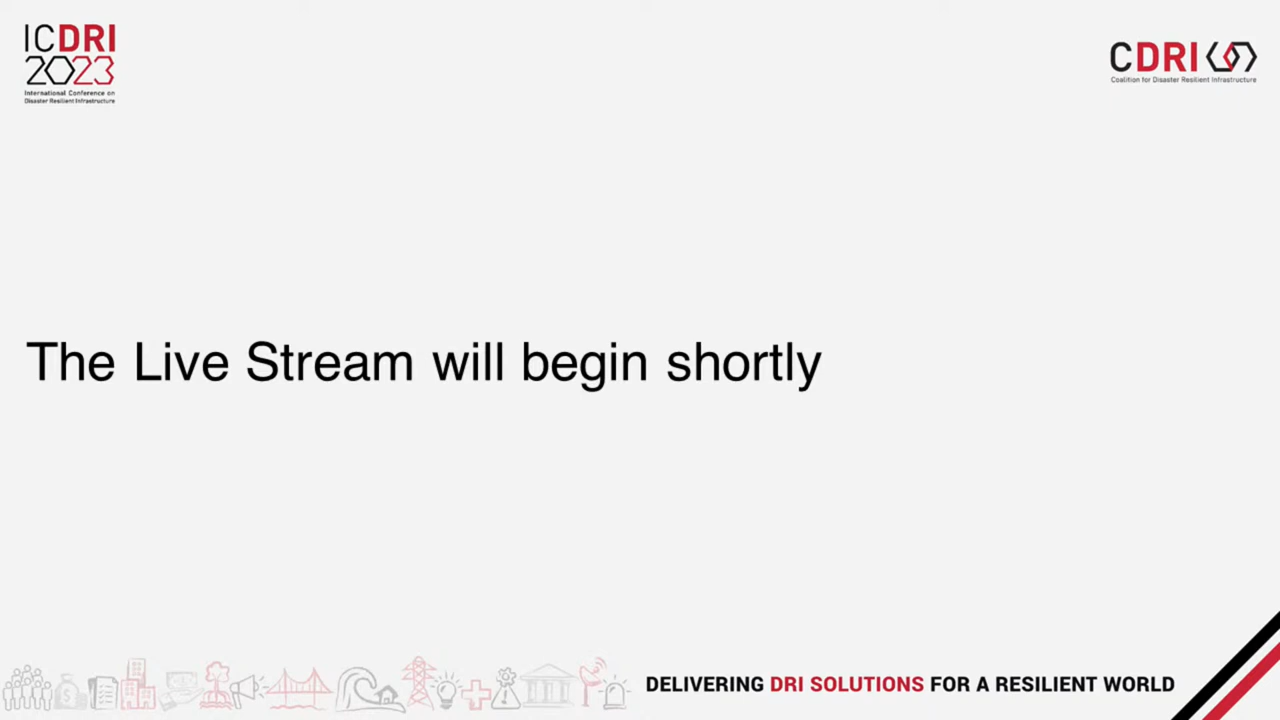 ICDRI
2023
International Conference on
Disaster Resilient Infrastructure
CDRI
Coalition for Disaster Resilient Infrastructure
The Live Stream will begin shortly
DELIVERING DRI SOLUTIONS FOR A RESILIENT WORLD